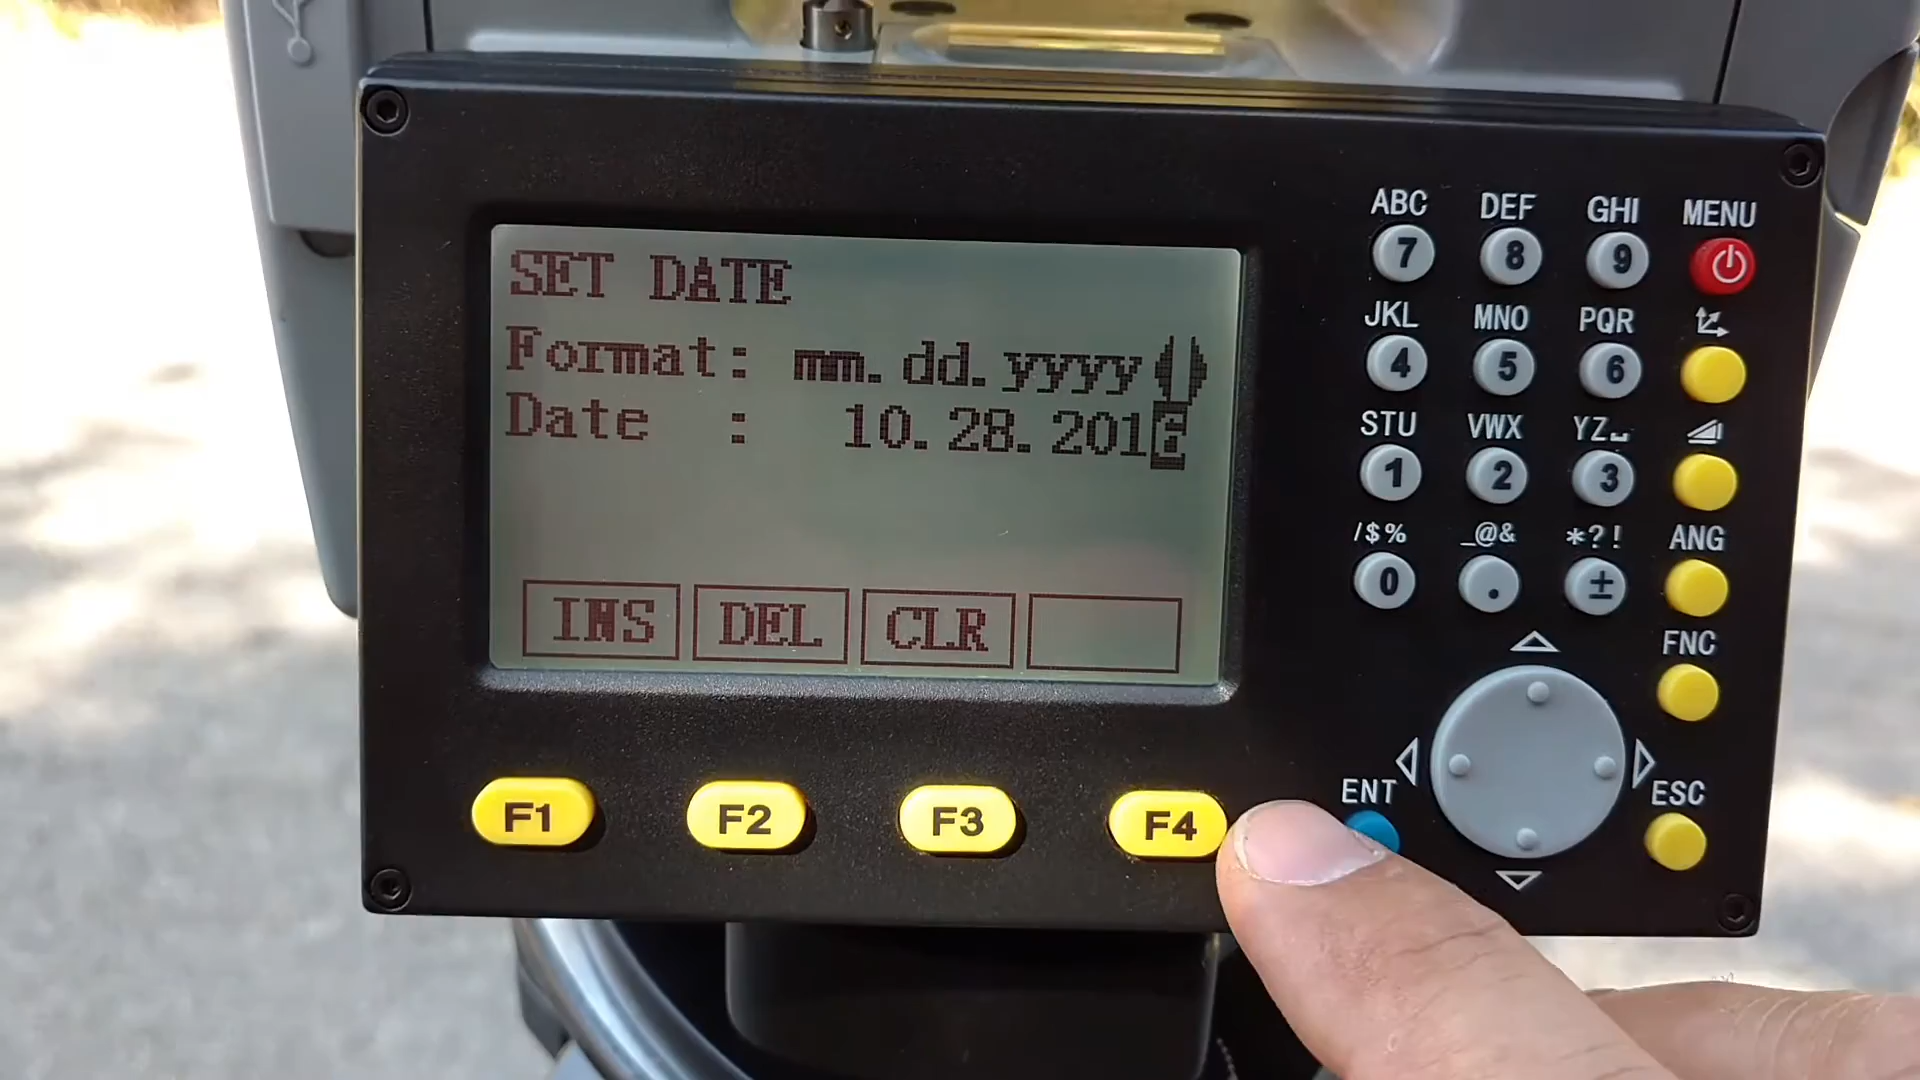 SET DATE
Format: mm.dd.yyyy
Date : 10.28.201
INS DEL CLR
F1 F2 F3 F4
ABC DEF GHI MENU
7 8 9
JKL MNO PQR
4 5 6
STU VWX YZ␣
1 2 3
/$% _@& *?! ANG
0 . ±
FNC
ENT ESC